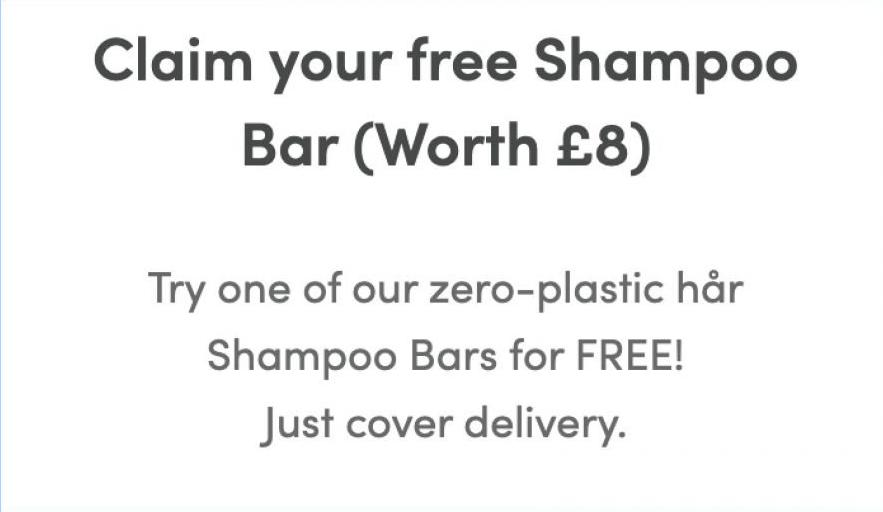 Claim your free Shampoo
Bar (Worth £8)
Try one of our zero-plastic hår
Shampoo Bars for FREE!
Just cover delivery.